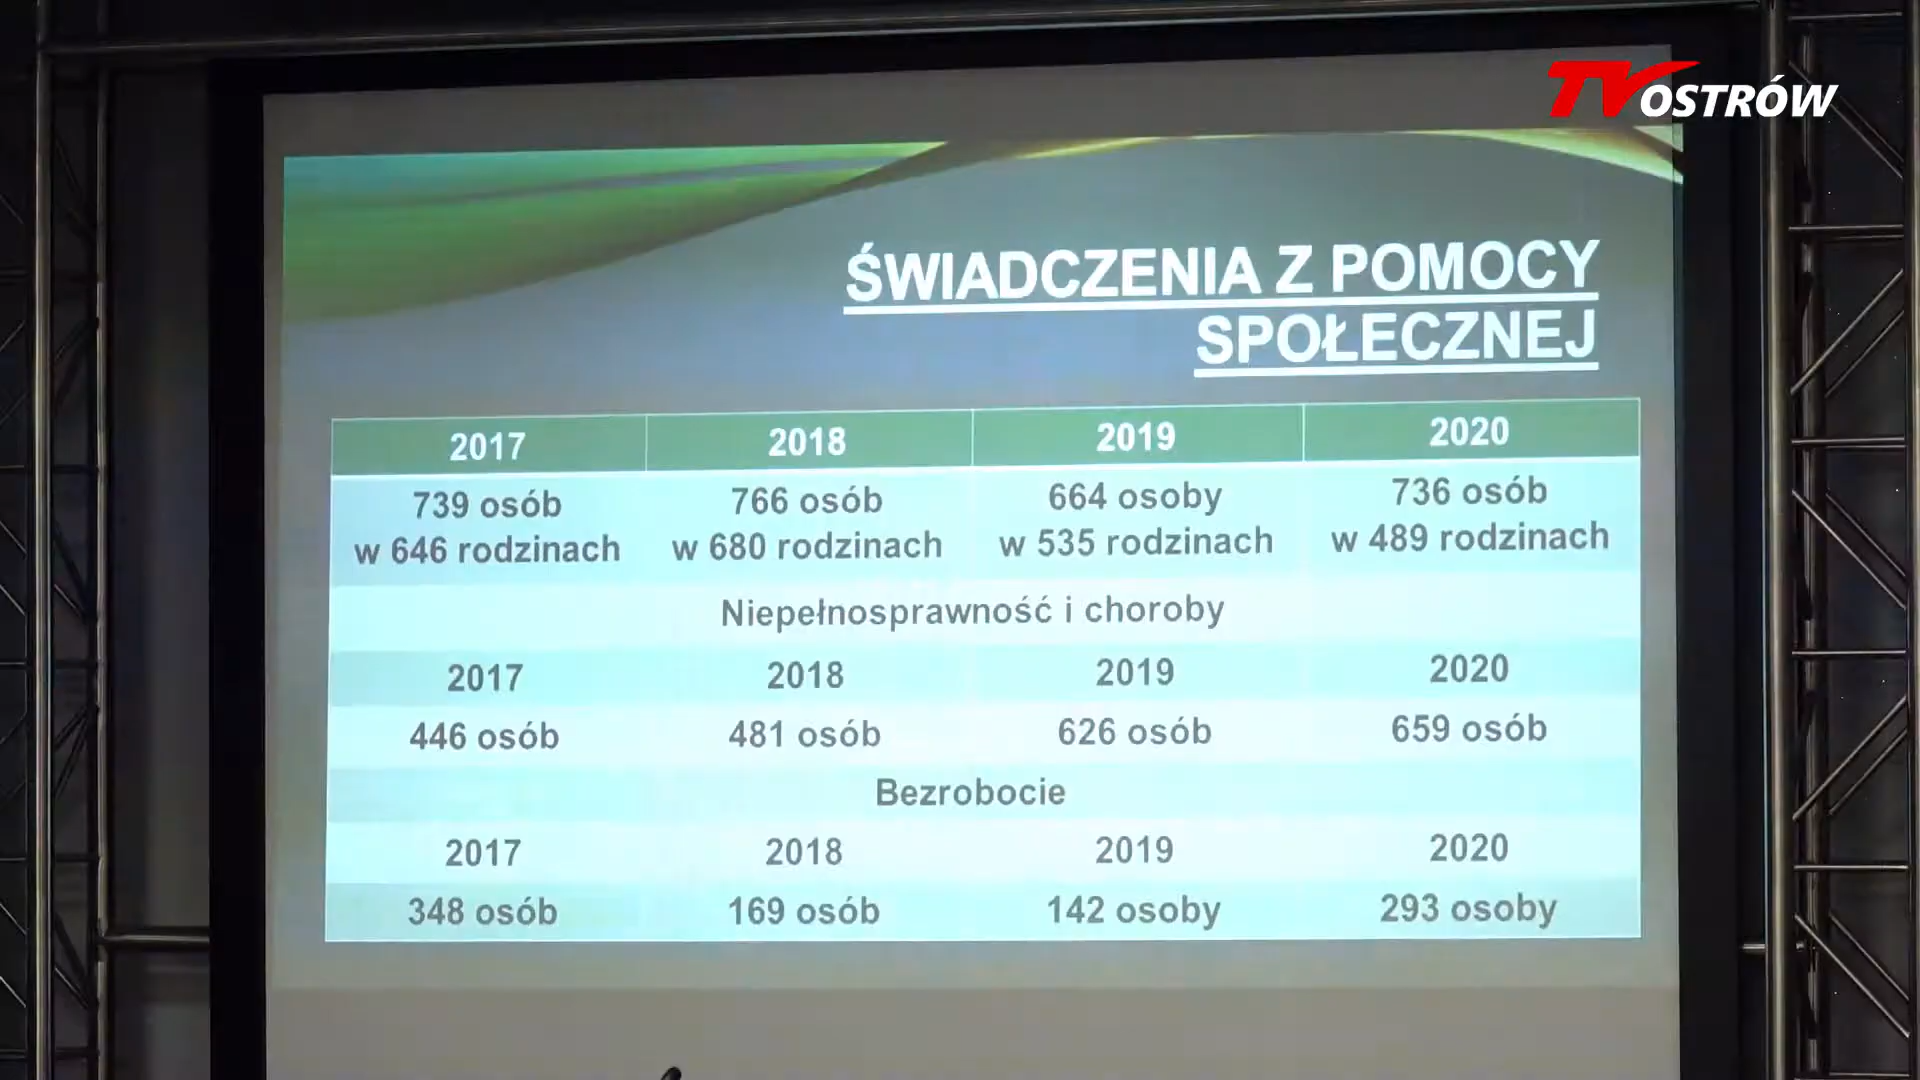 TV OSTRÓW
ŚWIADCZENIA Z POMOCY
SPOŁECZNEJ
2017 2018 2019 2020
739 osób 766 osób 664 osoby 736 osób
w 646 rodzinach w 680 rodzinach w 535 rodzinach w 489 rodzinach
Niepełnosprawność i choroby
2017 2018 2019 2020
446 osób 481 osób 626 osób 659 osób
Bezrobocie
2017 2018 2019 2020
348 osób 169 osób 142 osoby 293 osoby